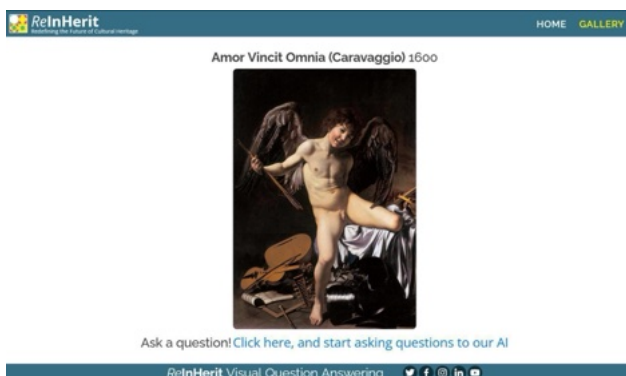 ReInHerit
Redefining the Future of Cultural Heritage
HOME GALLERY
Amor Vincit Omnia (Caravaggio) 1600
Ask a question! Click here, and start asking questions to our AI
ReInHerit Visual Question Answering